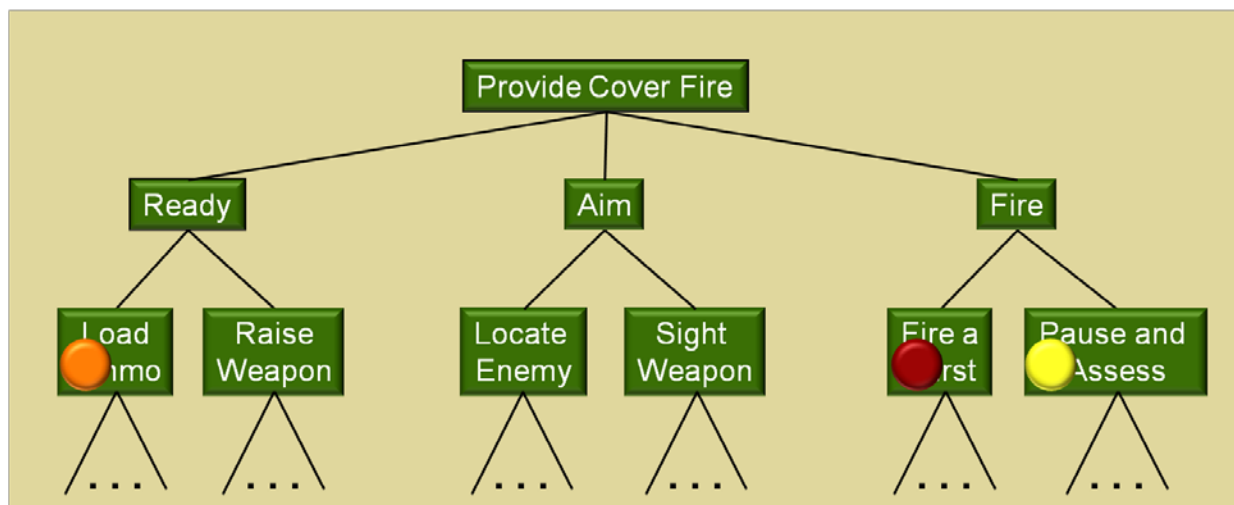 Provide Cover Fire
Ready
Aim
Fire
Load
Raise
Weapon
Locate
Enemy
Sight
Weapon
Fire a
Pause and
Assess
. . .
. . .
. . .
. . .
. . .
. . .